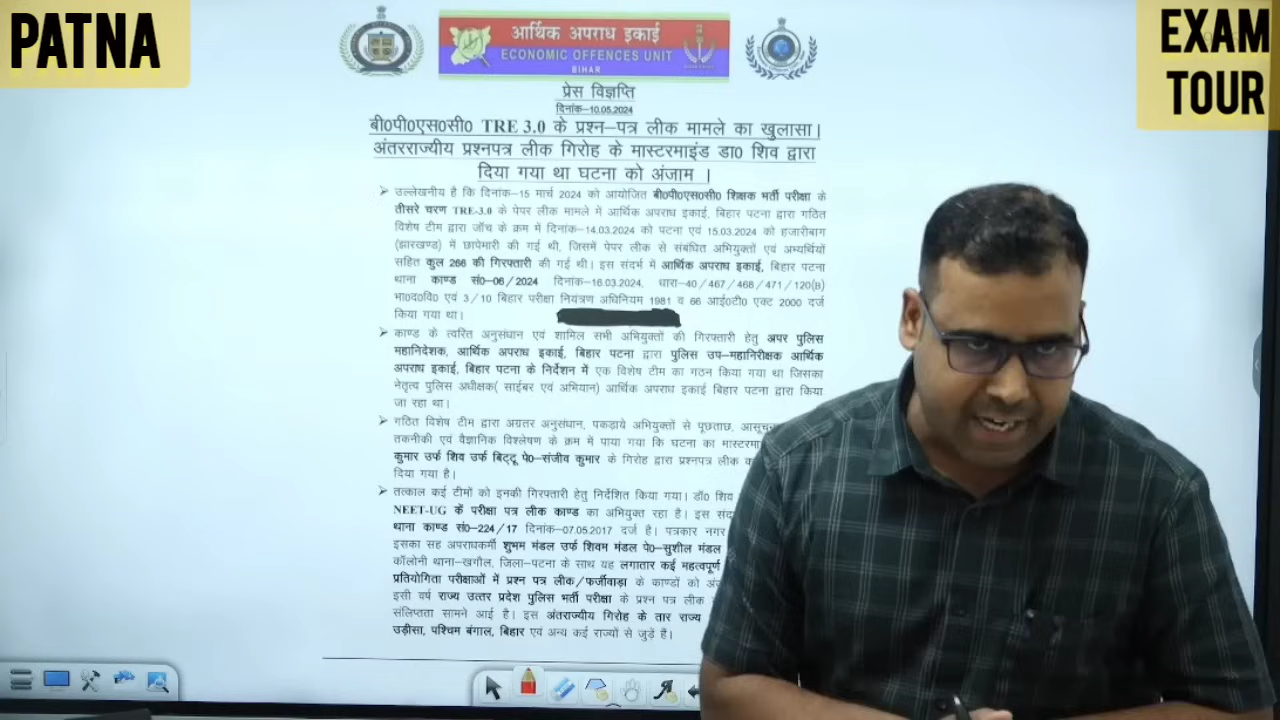 PATNA
EXAM
TOUR
आर्थिक अपराध इकाई
ECONOMIC OFFENCES UNIT
BIHAR
प्रेस विज्ञप्ति
दिनांक–10.05.2024
बी0पी0एस0सी0 TRE 3.0 के प्रश्न–पत्र लीक मामले का खुलासा।
अंतरराज्यीय प्रश्नपत्र लीक गिरोह के मास्टरमाइंड डा0 शिव द्वारा
दिया गया था घटना को अंजाम ।
➢ उल्लेखनीय है कि दिनांक–15 मार्च 2024 को आयोजित बी0पी0एस0सी0 शिक्षक भर्ती परीक्षा के
तीसरे चरण TRE-3.0 के पेपर लीक मामले में आर्थिक अपराध इकाई, बिहार पटना द्वारा गठित
विशेष टीम द्वारा जाँच के क्रम में दिनांक–14.03.2024 को पटना एवं 15.03.2024 को हजारीबाग
(झारखण्ड) में छापेमारी की गई थी, जिसमें पेपर लीक से संबंधित अभियुक्तों एवं अभ्यर्थियों
सहित कुल 266 की गिरफ्तारी की गई थी। इस संदर्भ में आर्थिक अपराध इकाई, बिहार पटना
थाना काण्ड सं0–06/2024 दिनांक–16.03.2024, धारा–40/467/468/471/120(B)
भा0द0वि0 एवं 3/10 बिहार परीक्षा नियंत्रण अधिनियम 1981 व 66 आई0टी0 एक्ट 2000 दर्ज
किया गया था।
➢ काण्ड के त्वरित अनुसंधान एवं शामिल सभी अभियुक्तों की गिरफ्तारी हेतु अपर पुलिस
महानिदेशक, आर्थिक अपराध इकाई, बिहार पटना द्वारा पुलिस उप–महानिरीक्षक आर्थिक
अपराध इकाई, बिहार पटना के निर्देशन में एक विशेष टीम का गठन किया गया था जिसका
नेतृत्व पुलिस अधीक्षक( साईबर एवं अभियान) आर्थिक अपराध इकाई बिहार पटना द्वारा किया
जा रहा था।
➢ गठित विशेष टीम द्वारा अग्रतर अनुसंधान, पकड़ाये अभियुक्तों से पूछताछ, आसूचन
तकनीकी एवं वैज्ञानिक विश्लेषण के क्रम में पाया गया कि घटना का मास्टरमा
कुमार उर्फ शिव उर्फ बिट्टू पे0–संजीव कुमार के गिरोह द्वारा प्रश्नपत्र लीक क
दिया गया है।
➢ तत्काल कई टीमों को इनकी गिरफ्तारी हेतु निर्देशित किया गया। डॉ0 शिव
NEET-UG के परीक्षा पत्र लीक काण्ड का अभियुक्त रहा है। इस संद
थाना काण्ड सं0–224/17 दिनांक–07.05.2017 दर्ज है। पत्रकार नगर
इसका सह अपराधकर्मी शुभम मंडल उर्फ शिवम मंडल पे0–सुशील मंडल
कॉलोनी थाना–खगौल, जिला–पटना के साथ यह लगातार कई महत्वपूर्ण
प्रतियोगिता परीक्षाओं में प्रश्न पत्र लीक/फर्जीवाड़ा के काण्डों को अंज
इसी वर्ष राज्य उत्तर प्रदेश पुलिस भर्ती परीक्षा के प्रश्न पत्र लीक
संलिप्तता सामने आई है। इस अंतराज्यीय गिरोह के तार राज्य
उड़ीसा, पश्चिम बंगाल, बिहार एवं अन्य कई राज्यों से जुड़ें हैं।